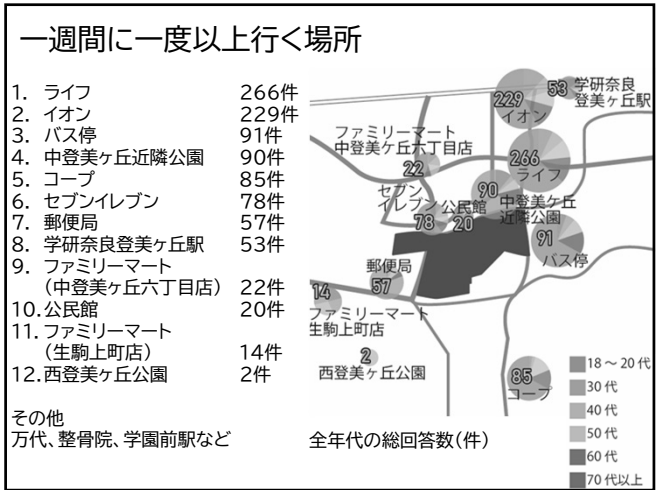 一週間に一度以上行く場所
1. ライフ 266件
2. イオン 229件
3. バス停 91件
4. 中登美ヶ丘近隣公園 90件
5. コープ 85件
6. セブンイレブン 78件
7. 郵便局 57件
8. 学研奈良登美ヶ丘駅 53件
9. ファミリーマート
(中登美ヶ丘六丁目店) 22件
10.公民館 20件
11.ファミリーマート
(生駒上町店) 14件
12.西登美ヶ丘公園 2件
その他
万代、整骨院、学園前駅など
229
イオン
53
学研奈良
登美ヶ丘駅
ファミリーマート
中登美ケ丘六丁目店
22
266
ライフ
セブン
イレブン
78
公民館
20
90
中登美ケ丘
近隣公園
91
バス停
郵便局
57
14
ファミリーマート
生駒上町店
2
西登美ヶ丘公園
85
コープ
全年代の総回答数(件)
18～20代
30代
40代
50代
60代
70代以上